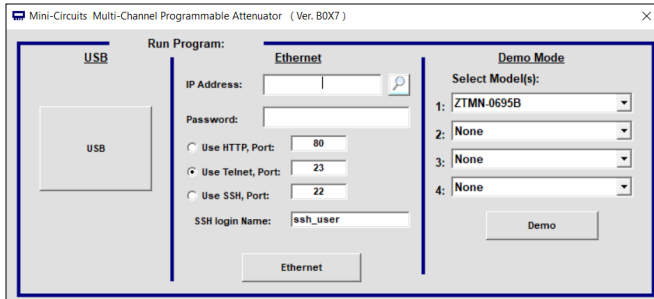 Mini-Circuits Multi-Channel Programmable Attenuator ( Ver. B0X7 )
Run Program:
USB
USB
Ethernet
IP Address:
Password:
Use HTTP, Port: 80
Use Telnet, Port: 23
Use SSH, Port: 22
SSH login Name: ssh_user
Ethernet
Demo Mode
Select Model(s):
1: ZTMN-0695B
2: None
3: None
4: None
Demo